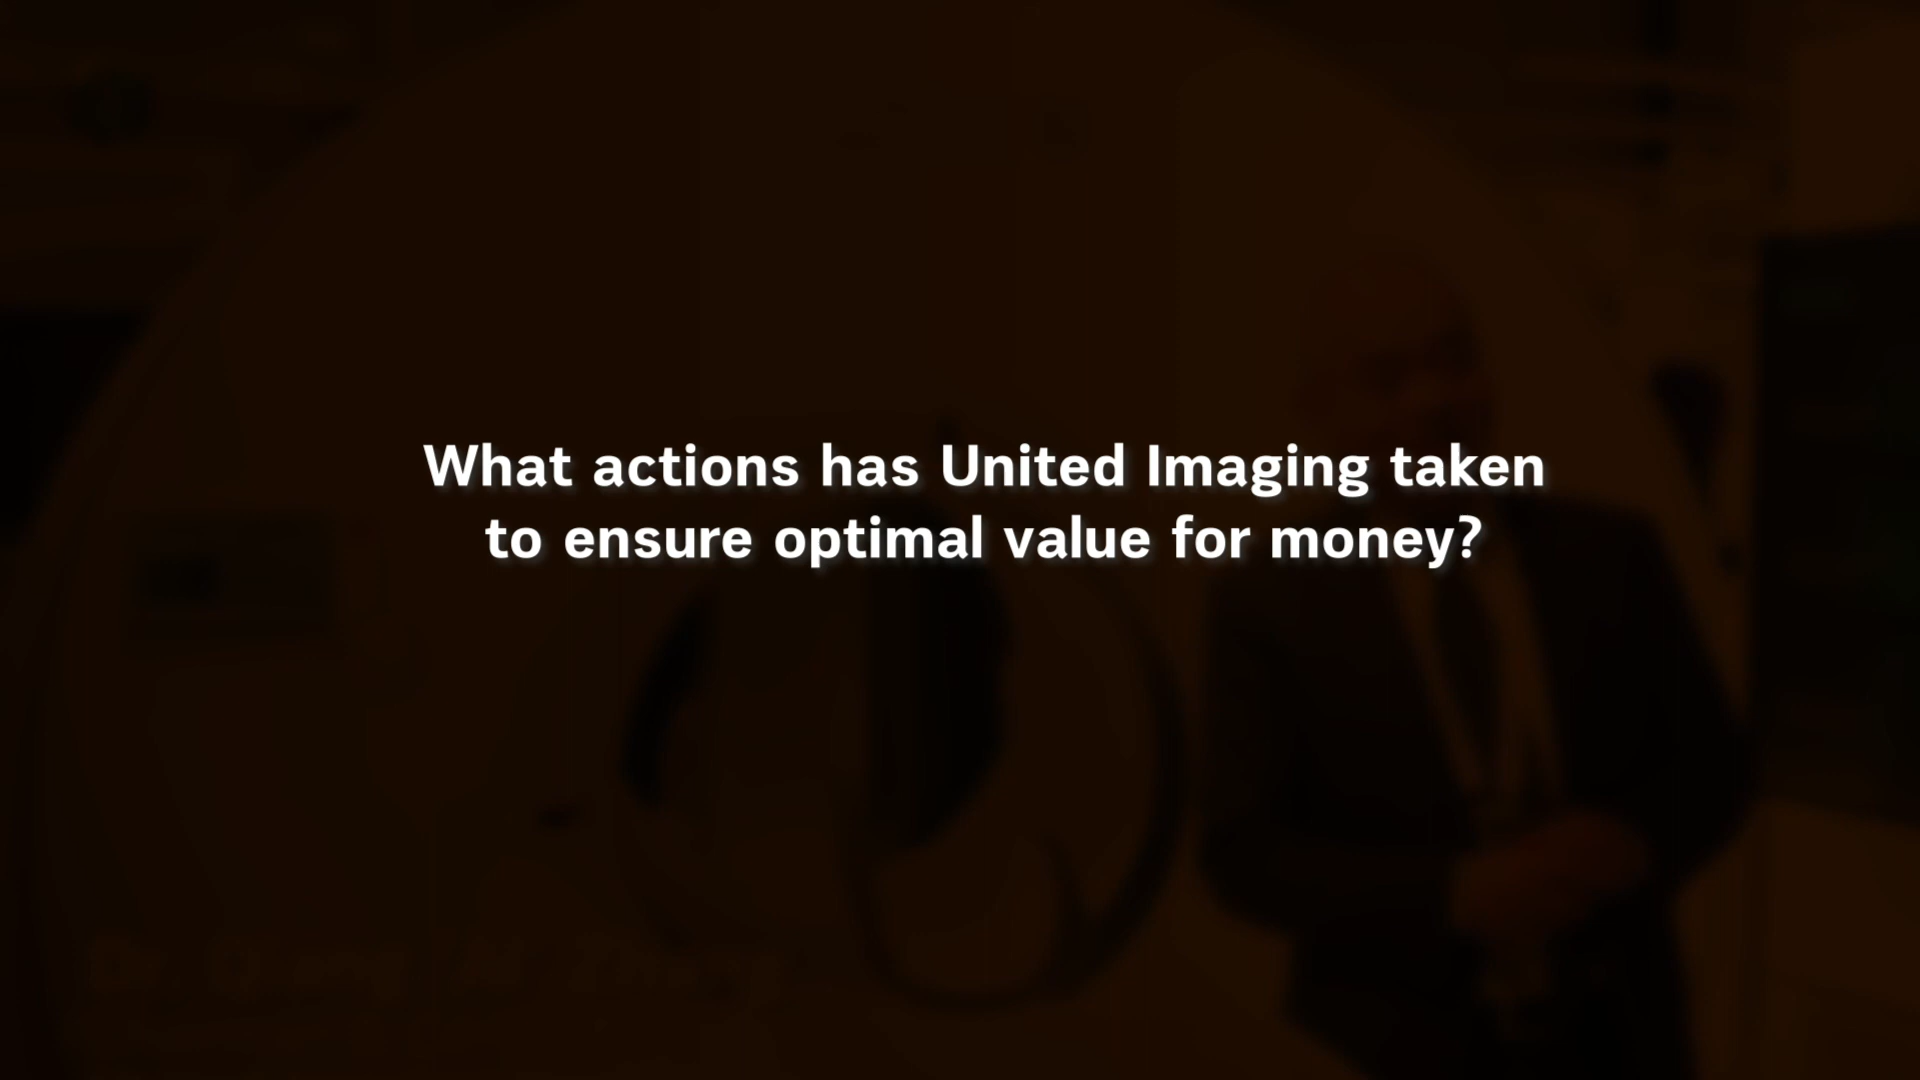 What actions has United Imaging taken
to ensure optimal value for money?